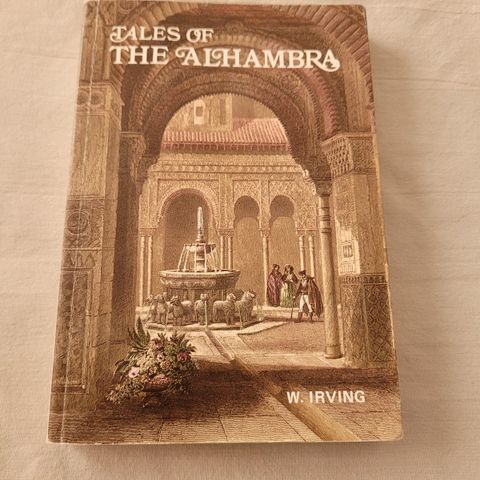 TALES OF
THE ALHAMBRA
W. IRVING